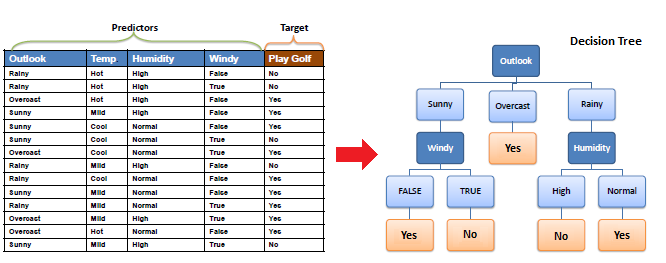 Predictors Target
Outlook Temp Humidity Windy Play Golf
Rainy Hot High False No
Rainy Hot High True No
Overoast Hot High False Yes
Sunny Mild High False Yes
Sunny Cool Normal False Yes
Sunny Cool Normal True No
Overoast Cool Normal True Yes
Rainy Mild High False No
Rainy Cool Normal False Yes
Sunny Mild Normal False Yes
Rainy Mild Normal True Yes
Overoast Mild High True Yes
Overoast Hot Normal False Yes
Sunny Mild High True No
Decision Tree
Outlook
Sunny Overcast Rainy
Windy Yes Humidity
FALSE TRUE High Normal
Yes No No Yes